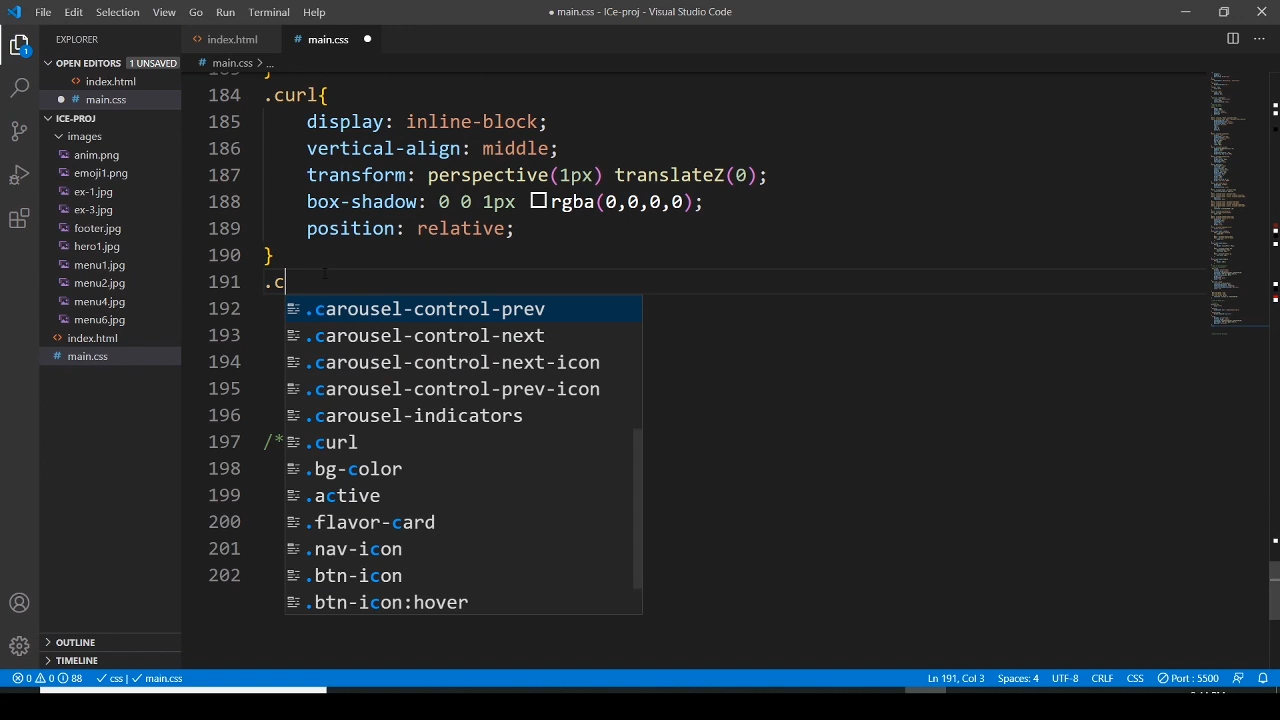 File Edit Selection View Go Run Terminal Help
● main.css - ICe-proj - Visual Studio Code
EXPLORER
index.html
main.css
OPEN EDITORS 1 UNSAVED
main.css > ...
index.html
main.css
ICE-PROJ
images
anim.png
emoji1.png
ex-1.jpg
ex-3.jpg
footer.jpg
hero1.jpg
menu1.jpg
menu2.jpg
menu4.jpg
menu6.jpg
index.html
main.css
OUTLINE
TIMELINE
1
184 .curl{
185 display: inline-block;
186 vertical-align: middle;
187 transform: perspective(1px) translateZ(0);
188 box-shadow: 0 0 1px rgba(0,0,0,0);
189 position: relative;
190 }
191 .c
192 .carousel-control-prev
193 .carousel-control-next
194 .carousel-control-next-icon
195 .carousel-control-prev-icon
196 .carousel-indicators
197 /* .curl
198 .bg-color
199 .active
200 .flavor-card
201 .nav-icon
202 .btn-icon
.btn-icon:hover
0 0 88 css | main.css
Ln 191, Col 3 Spaces: 4 UTF-8 CRLF CSS Port : 5500